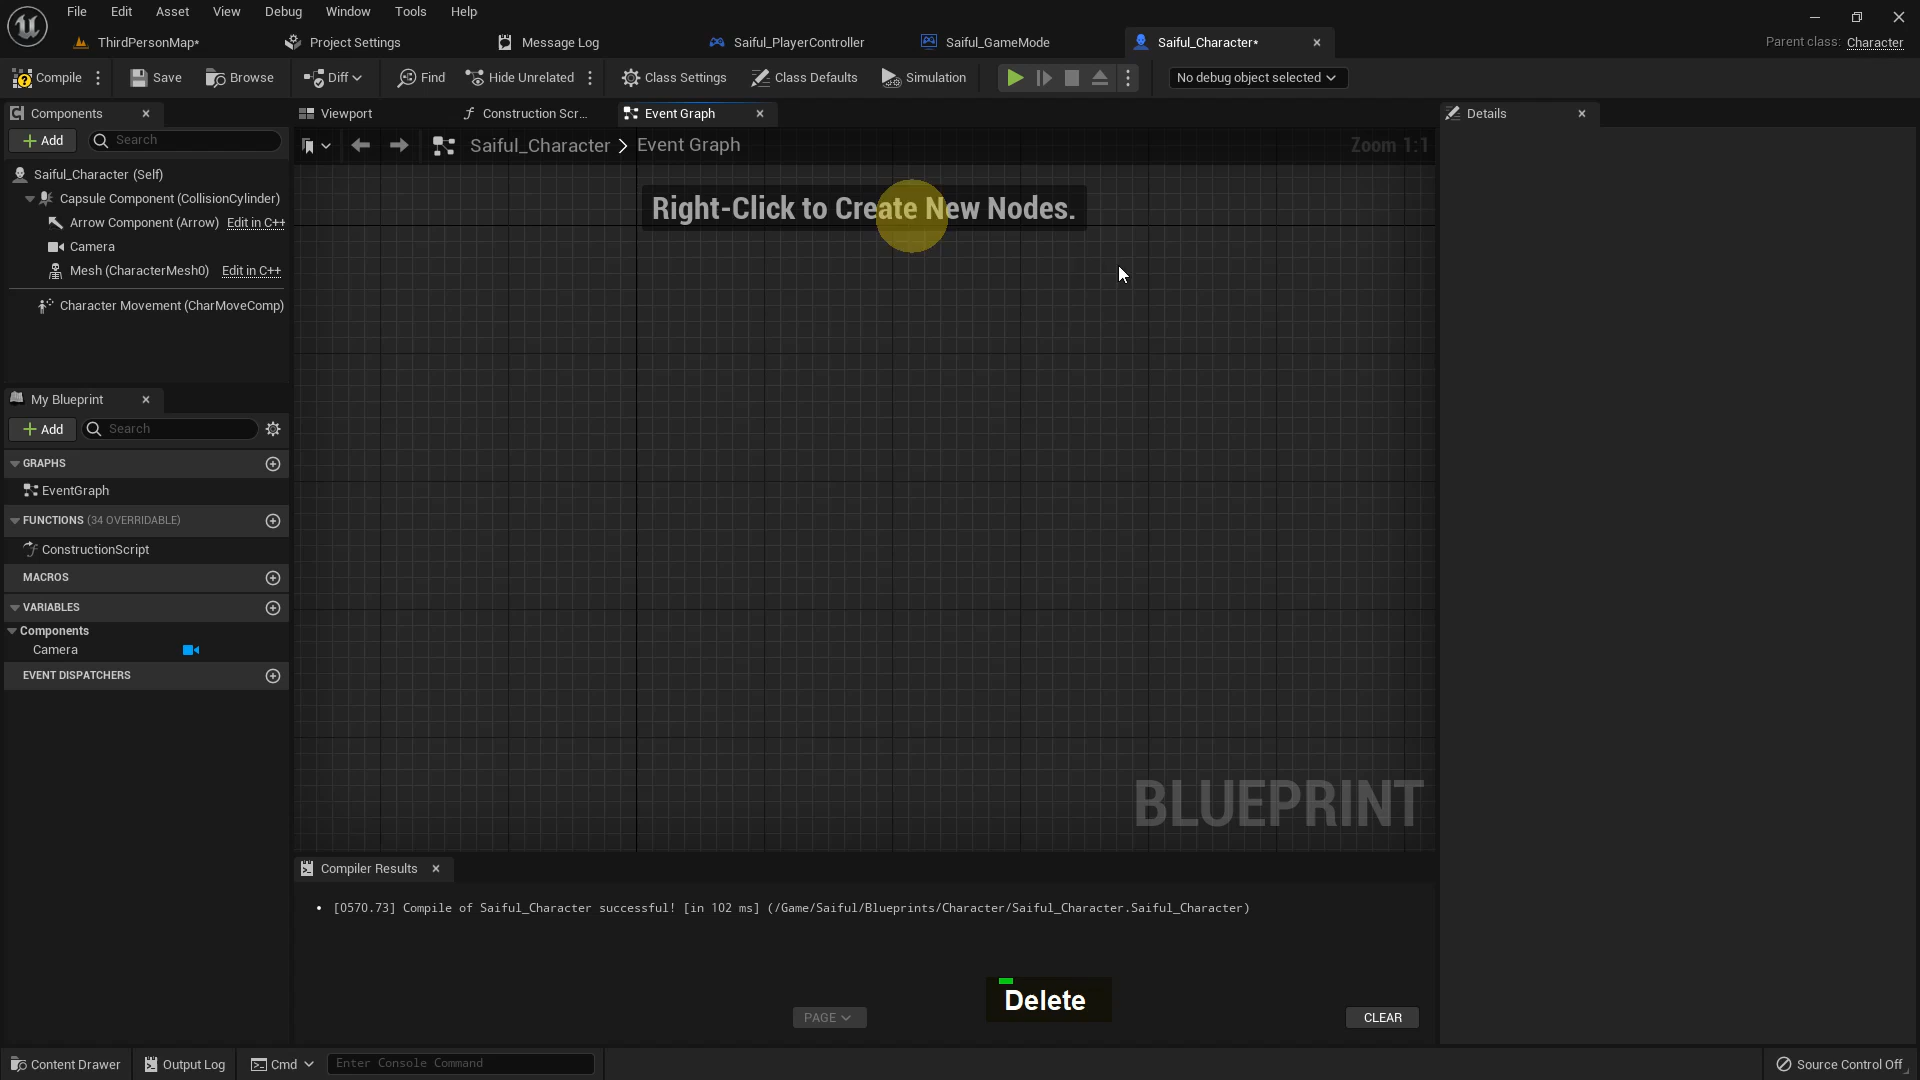 File Edit Asset View Debug Window Tools Help
ThirdPersonMap* Project Settings Message Log Saiful_PlayerController Saiful_GameMode Saiful_Character* Parent class: Character
Compile Save Browse Diff Find Hide Unrelated Class Settings Class Defaults Simulation No debug object selected
Components Viewport Construction Scr... Event Graph Details
Add Search Saiful_Character > Event Graph Zoom 1:1
Saiful_Character (Self)
Capsule Component (CollisionCylinder)
Arrow Component (Arrow) Edit in C++
Camera
Mesh (CharacterMesh0) Edit in C++
Character Movement (CharMoveComp)
Right-Click to Create New Nodes.
My Blueprint
Add Search
GRAPHS
EventGraph
FUNCTIONS (34 OVERRIDABLE)
ConstructionScript
MACROS
VARIABLES
Components
Camera
EVENT DISPATCHERS
BLUEPRINT
Compiler Results
• [0570.73] Compile of Saiful_Character successful! [in 102 ms] (/Game/Saiful/Blueprints/Character/Saiful_Character.Saiful_Character)
Delete
PAGE CLEAR
Content Drawer Output Log Cmd Enter Console Command Source Control Off